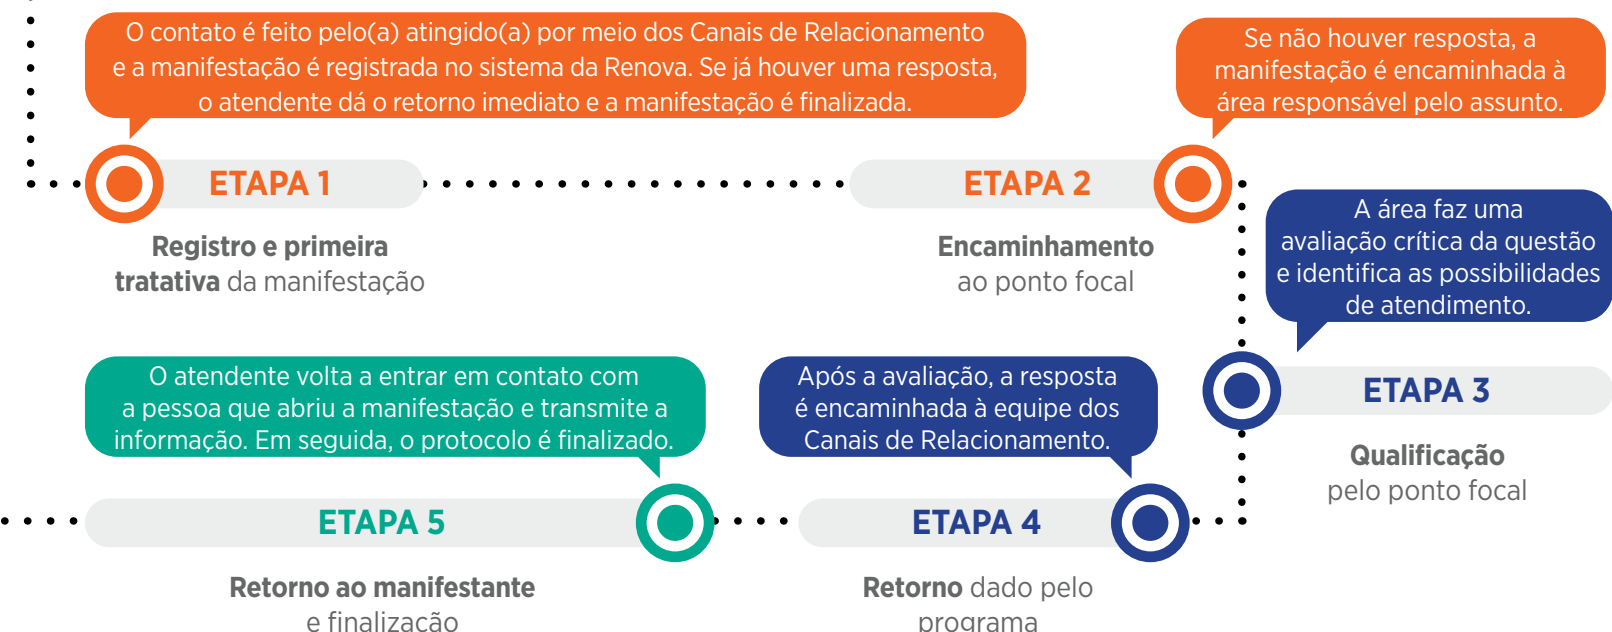 O contato é feito pelo(a) atingido(a) por meio dos Canais de Relacionamento
e a manifestação é registrada no sistema da Renova. Se já houver uma resposta,
o atendente dá o retorno imediato e a manifestação é finalizada.
ETAPA 1
Registro e primeira
tratativa da manifestação
Se não houver resposta, a
manifestação é encaminhada à
área responsável pelo assunto.
ETAPA 2
Encaminhamento
ao ponto focal
A área faz uma
avaliação crítica da questão
e identifica as possibilidades
de atendimento.
ETAPA 3
Qualificação
pelo ponto focal
Após a avaliação, a resposta
é encaminhada à equipe dos
Canais de Relacionamento.
ETAPA 4
Retorno dado pelo
programa
O atendente volta a entrar em contato com
a pessoa que abriu a manifestação e transmite a
informação. Em seguida, o protocolo é finalizado.
ETAPA 5
Retorno ao manifestante
e finalização